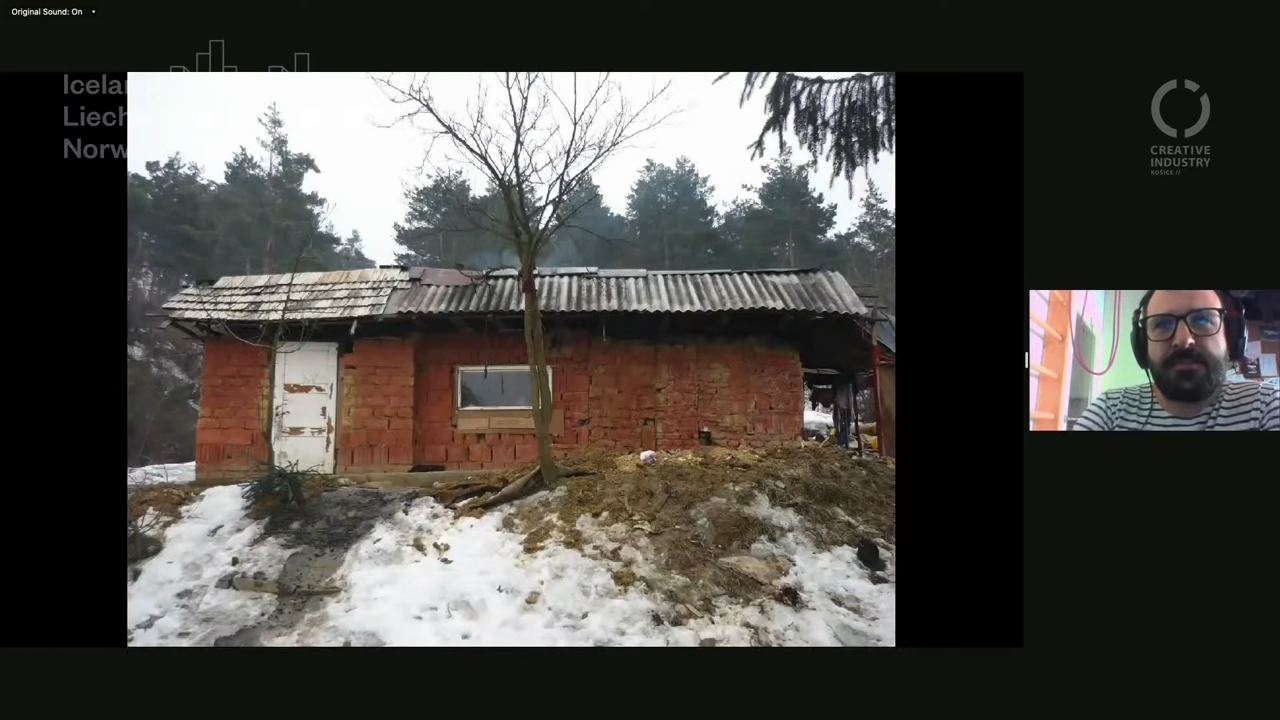 Original Sound: On
Icelan
Liech
Norw
CREATIVE
INDUSTRY
KOŠICE //